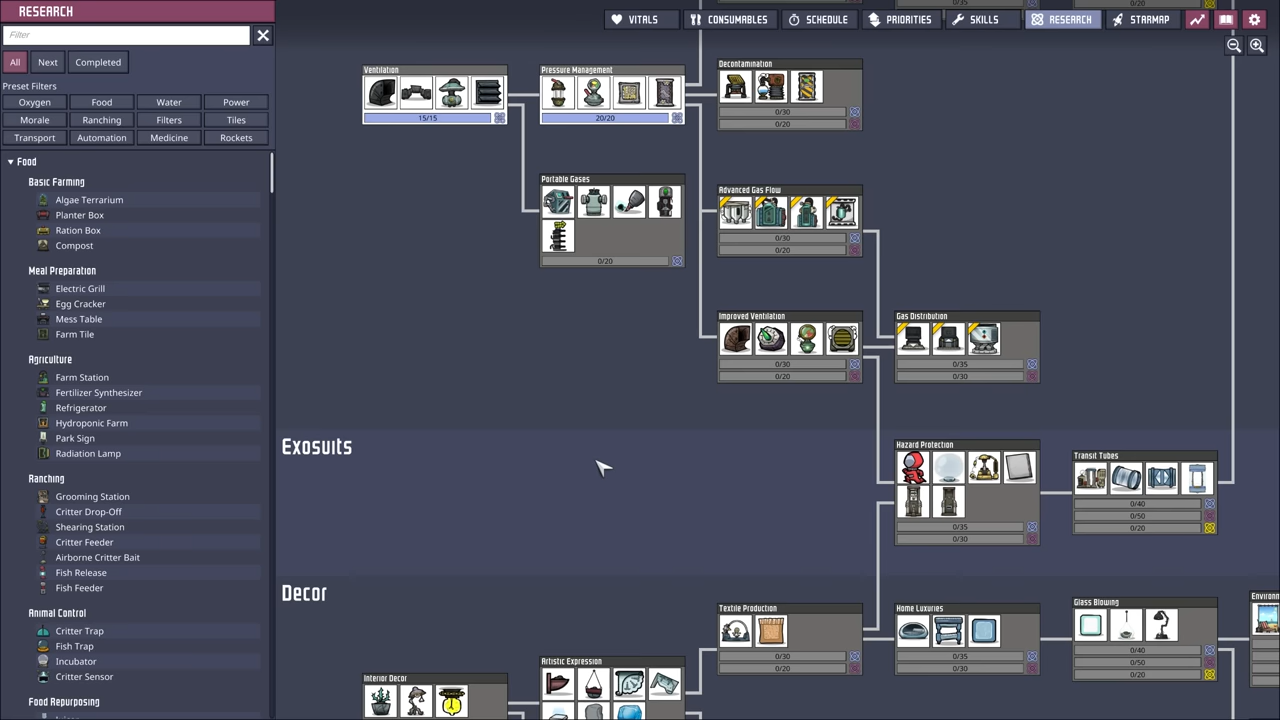 RESEARCH
VITALS
CONSUMABLES
SCHEDULE
PRIORITIES
SKILLS
RESEARCH
STARMAP
Filter
All
Next
Completed
Preset Filters
Oxygen
Food
Water
Power
Morale
Ranching
Filters
Tiles
Transport
Automation
Medicine
Rockets
Food
Basic Farming
Algae Terrarium
Planter Box
Ration Box
Compost
Meal Preparation
Electric Grill
Egg Cracker
Mess Table
Farm Tile
Agriculture
Farm Station
Fertilizer Synthesizer
Refrigerator
Hydroponic Farm
Park Sign
Radiation Lamp
Ranching
Grooming Station
Critter Drop-Off
Shearing Station
Critter Feeder
Airborne Critter Bait
Fish Release
Fish Feeder
Animal Control
Critter Trap
Fish Trap
Incubator
Critter Sensor
Food Repurposing
Ventilation
15/15
Pressure Management
20/20
Decontamination
0/30
0/20
Portable Gases
0/20
Advanced Gas Flow
0/30
0/20
Improved Ventilation
0/30
0/20
Gas Distribution
0/35
0/30
Exosuits
Hazard Protection
0/35
0/30
Transit Tubes
0/40
0/50
0/20
Decor
Textile Production
0/30
0/20
Home Luxuries
0/35
0/30
Glass Blowing
0/40
0/50
0/20
Environ
Artistic Expression
Interior Decor